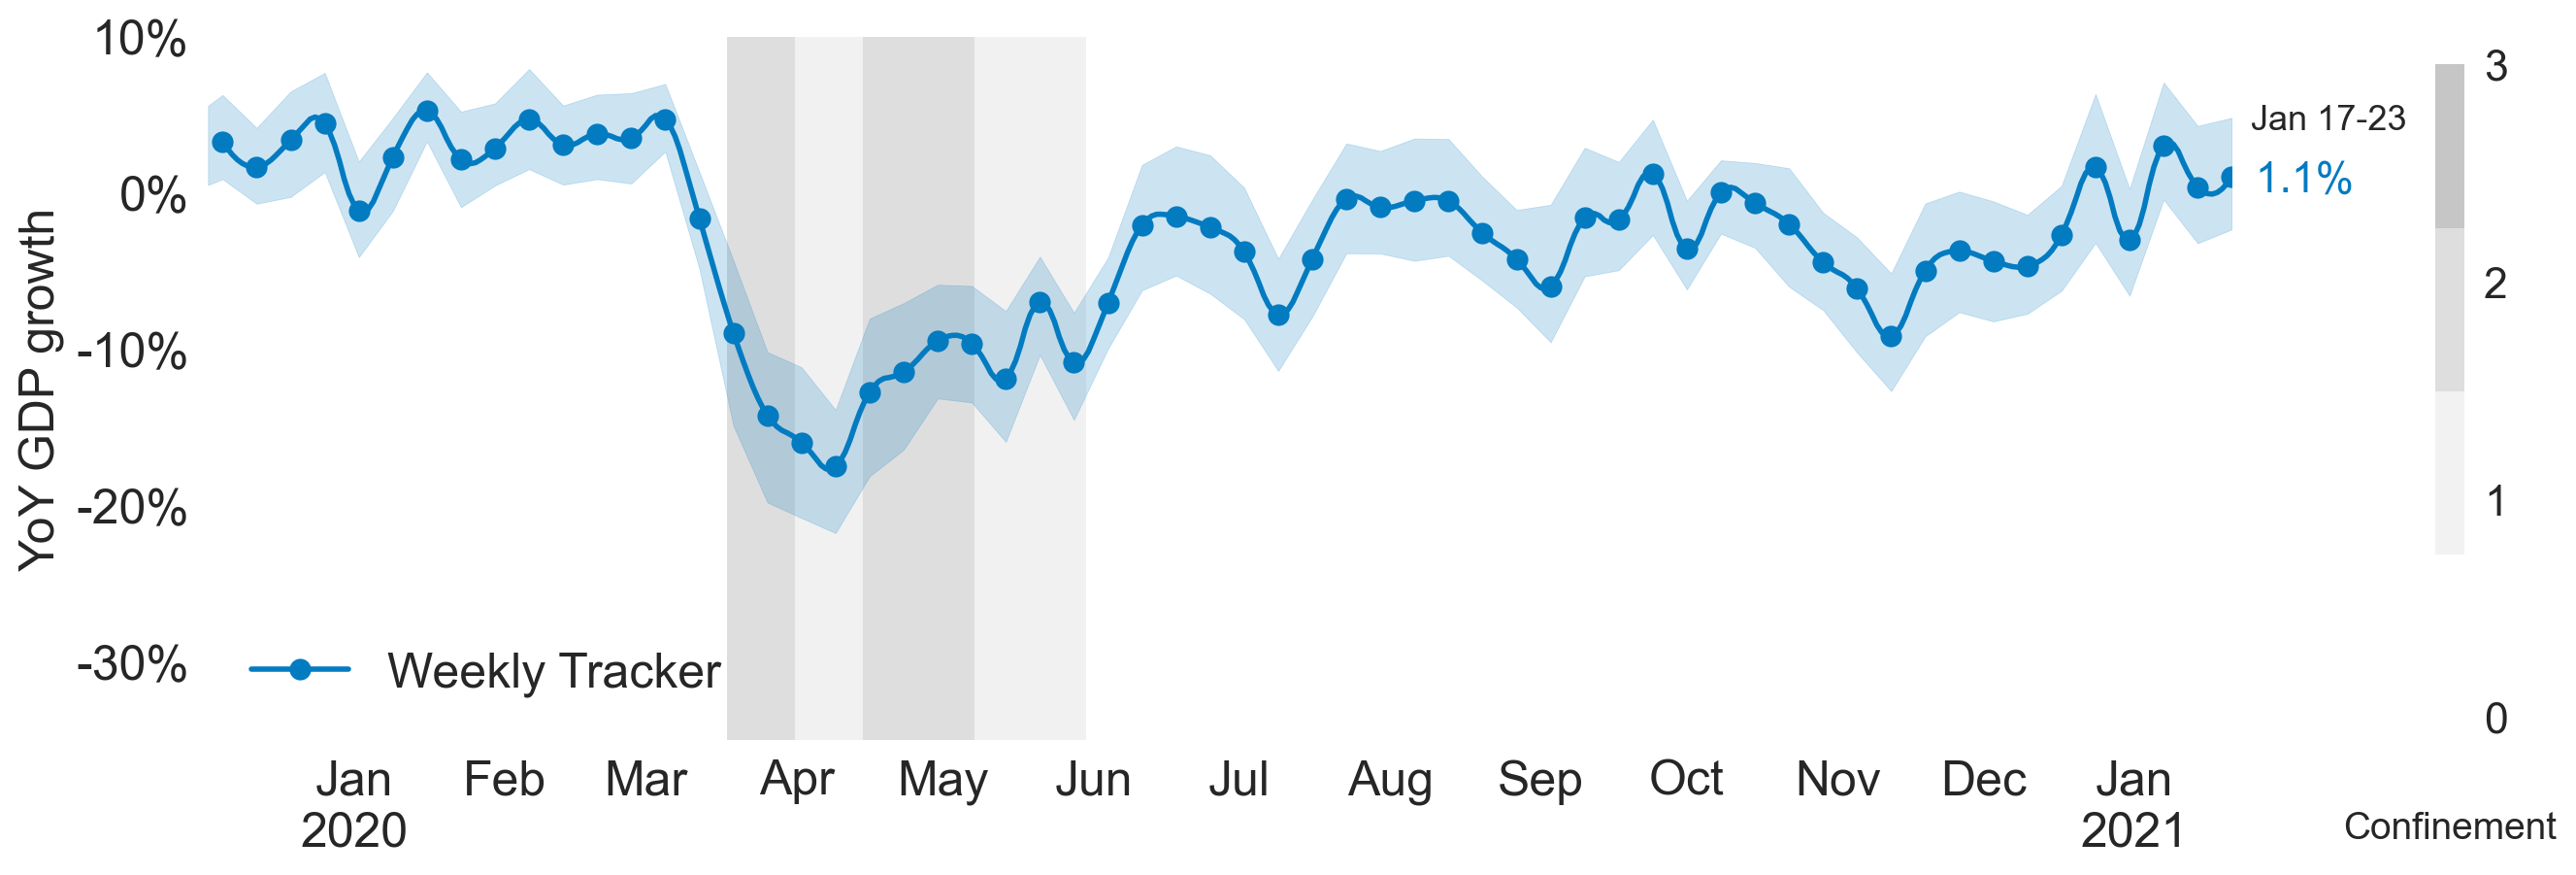 10%
0%
-10%
-20%
-30%
YoY GDP growth
Weekly Tracker
Jan 17-23
1.1%
3
2
1
0
Jan Feb Mar Apr May Jun Jul Aug Sep Oct Nov Dec Jan
2020 2021
Confinement